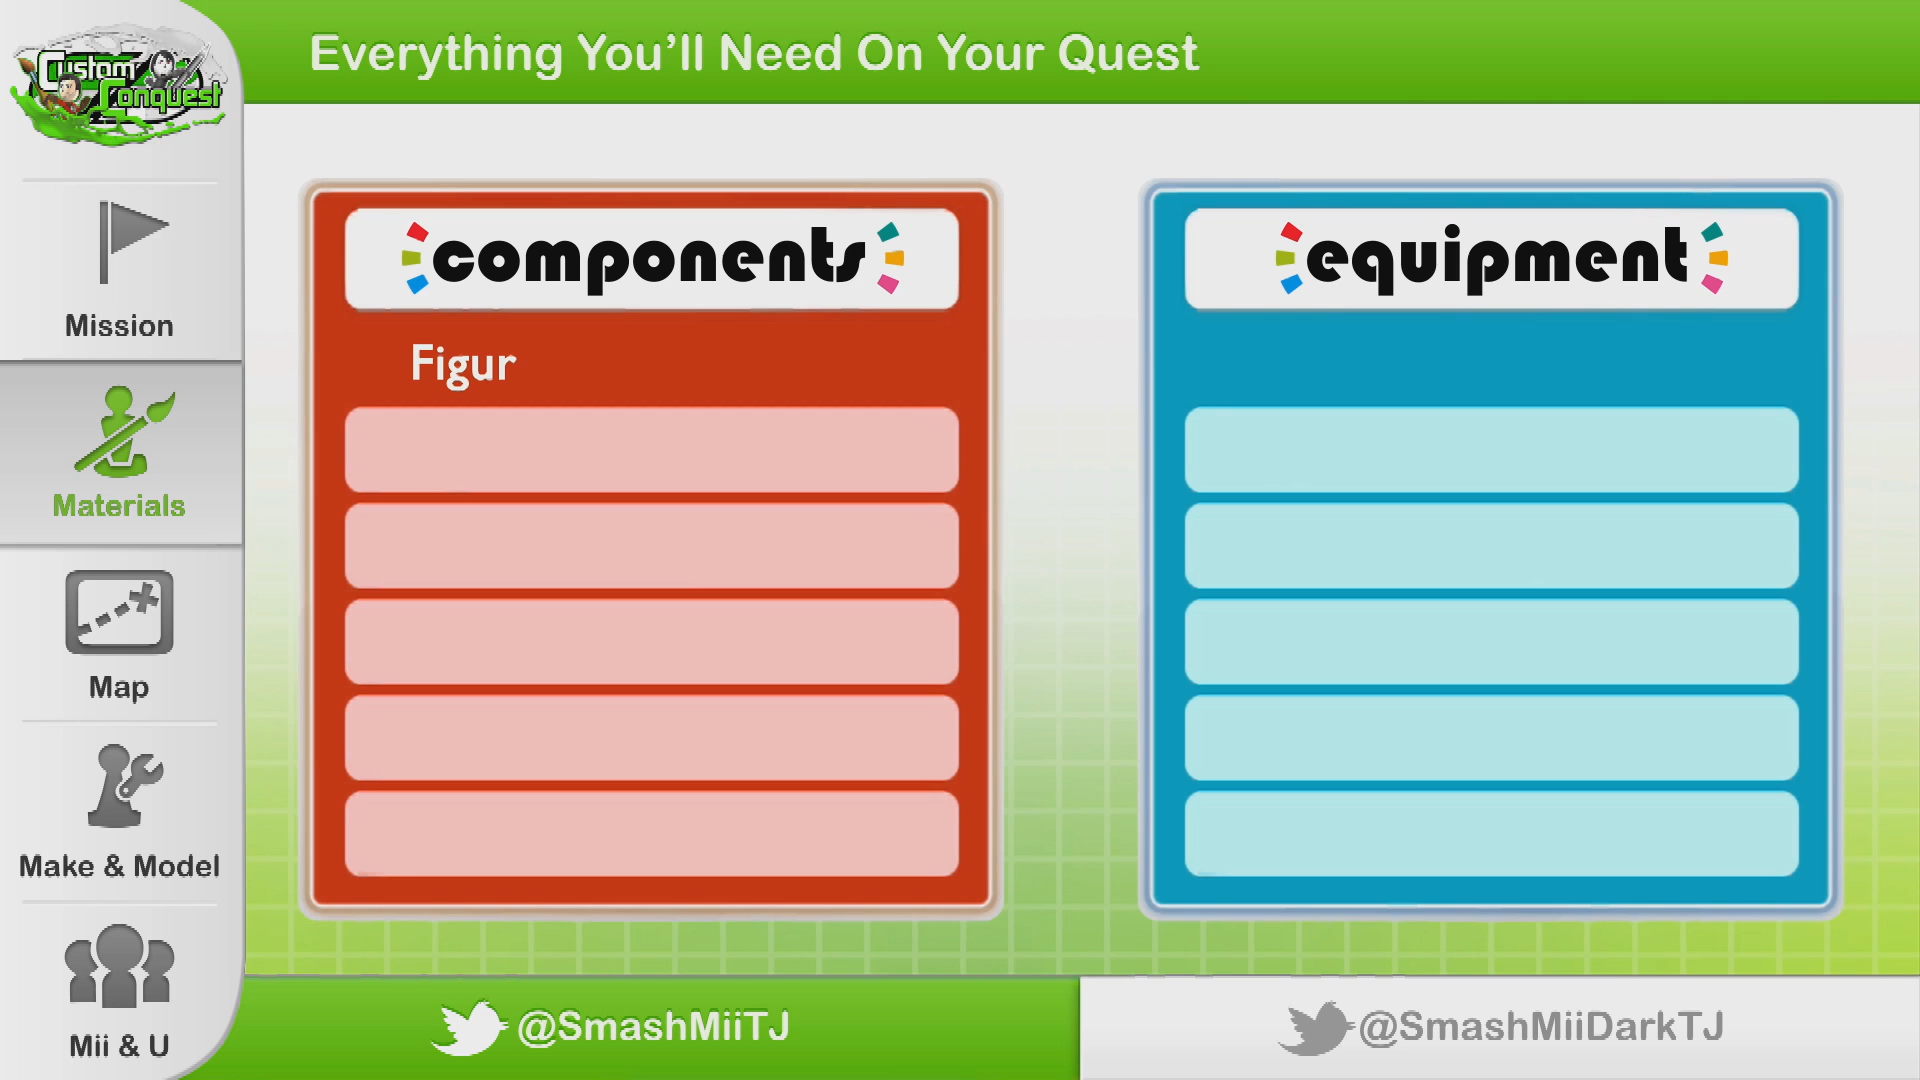 Custom
Conquest
Everything You'll Need On Your Quest
Mission
Materials
Map
Make & Model
Mii & U
components
Figur
equipment
@SmashMiiTJ
@SmashMiiDarkTJ